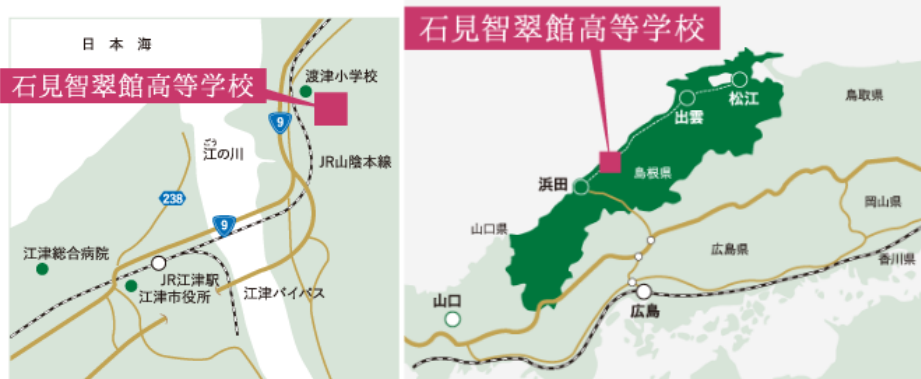 日本海
石見智翠館高等学校
渡津小学校
9
ごう
江の川
JR山陰本線
238
9
江津総合病院
JR江津駅
江津市役所
江津バイパス
石見智翠館高等学校
松江
出雲
鳥取県
浜田
島根県
山口県
岡山県
広島県
香川県
山口
広島